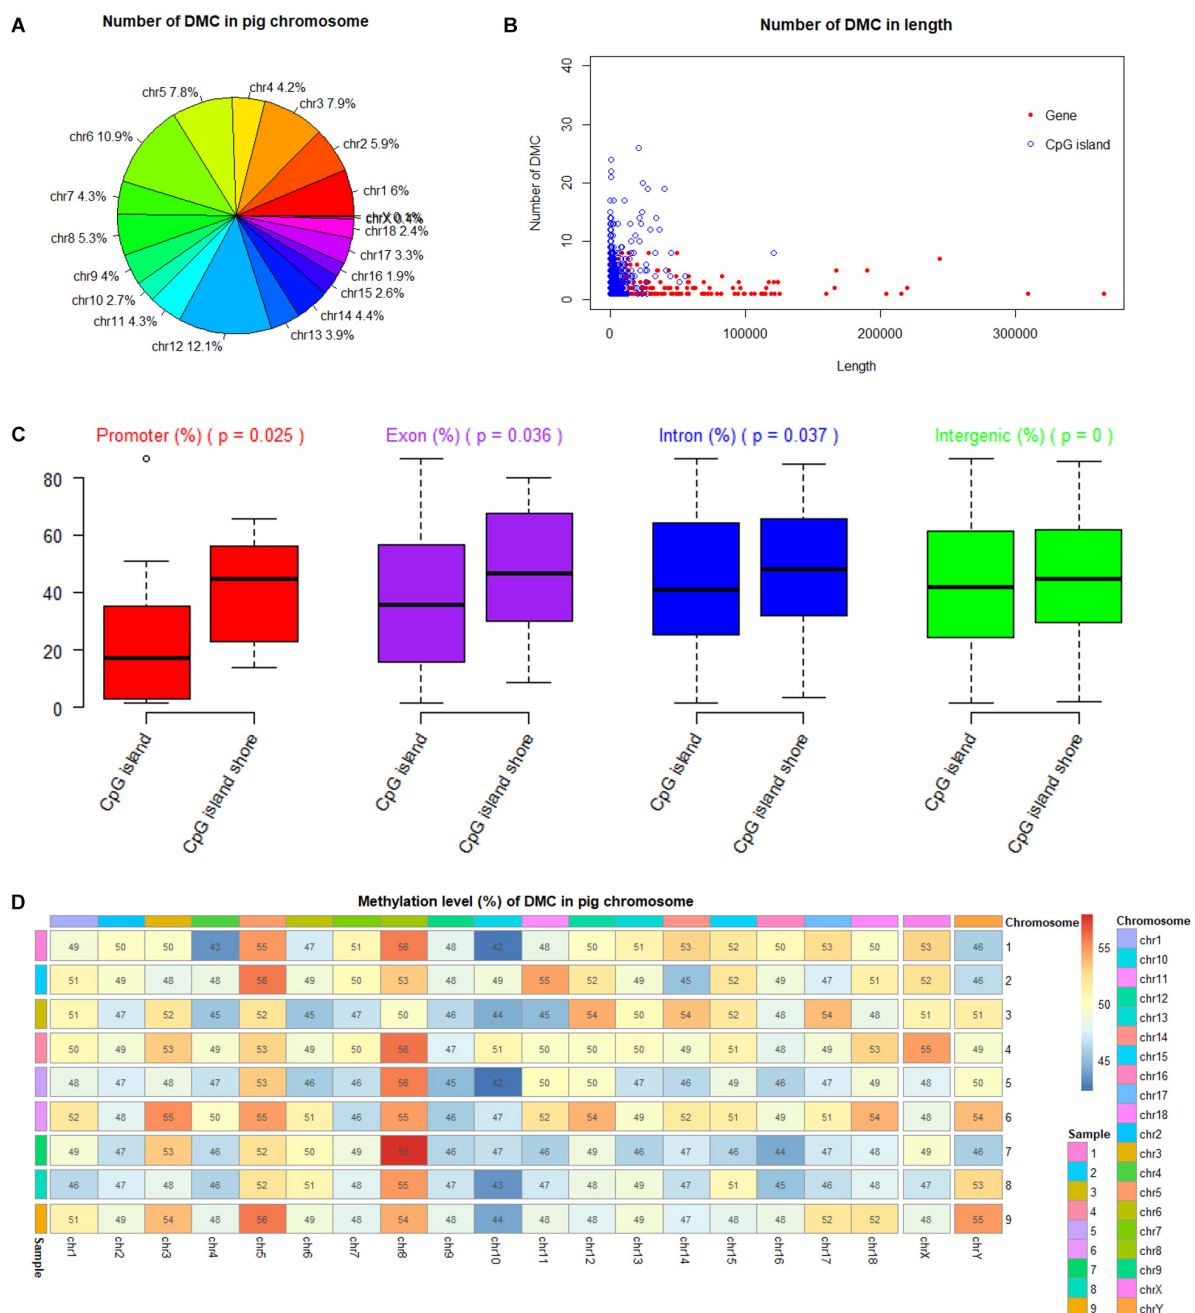 A
Number of DMC in pig chromosome
chr1 6%
chr2 5.9%
chr3 7.9%
chr4 4.2%
chr5 7.8%
chr6 10.9%
chr7 4.3%
chr8 5.3%
chr9 4%
chr10 2.7%
chr11 4.3%
chr12 12.1%
chr13 3.9%
chr14 4.4%
chr15 2.6%
chr16 1.9%
chr17 3.3%
chr18 2.4%
B
Number of DMC in length
Number of DMC
40
30
20
10
0
Gene
CpG island
0 100000 200000 300000
Length
C
Promoter (%) ( p = 0.025 )
Exon (%) ( p = 0.036 )
Intron (%) ( p = 0.037 )
Intergenic (%) ( p = 0 )
80
60
40
20
0
CpG island
CpG island shore
CpG island
CpG island shore
CpG island
CpG island shore
CpG island
CpG island shore
D
Methylation level (%) of DMC in pig chromosome
Chromosome
49 50 50 43 55 47 51 56 48 42 48 50 51 53 52 50 53 50 53 46 1
51 49 48 48 56 49 50 53 48 49 55 52 49 45 52 49 47 51 52 46 2
51 47 52 45 52 45 47 50 46 44 45 54 50 54 52 48 54 48 51 51 3
50 49 53 49 53 49 50 56 47 51 50 50 50 49 51 48 49 53 55 49 4
48 47 48 47 53 46 46 56 45 42 50 50 47 46 49 46 47 49 48 50 5
52 48 55 50 55 51 46 55 46 47 52 54 49 52 51 49 51 54 48 54 6
49 47 53 46 52 50 49 47 46 49 46 47 46 44 47 48 49 46 7
46 47 48 46 52 51 48 55 47 43 47 48 49 47 51 45 46 48 47 53 8
51 49 54 48 56 49 48 54 48 44 48 48 49 47 48 48 52 52 48 55 9
Sample
chr1 chr2 chr3 chr4 chr5 chr6 chr7 chr8 chr9 chr10 chr11 chr12 chr13 chr14 chr15 chr16 chr17 chr18 chrX chrY
55
50
45
Sample
1
2
3
4
5
6
7
8
9
Chromosome
chr1
chr10
chr11
chr12
chr13
chr14
chr15
chr16
chr17
chr18
chr2
chr3
chr4
chr5
chr6
chr7
chr8
chr9
chrX
chrY